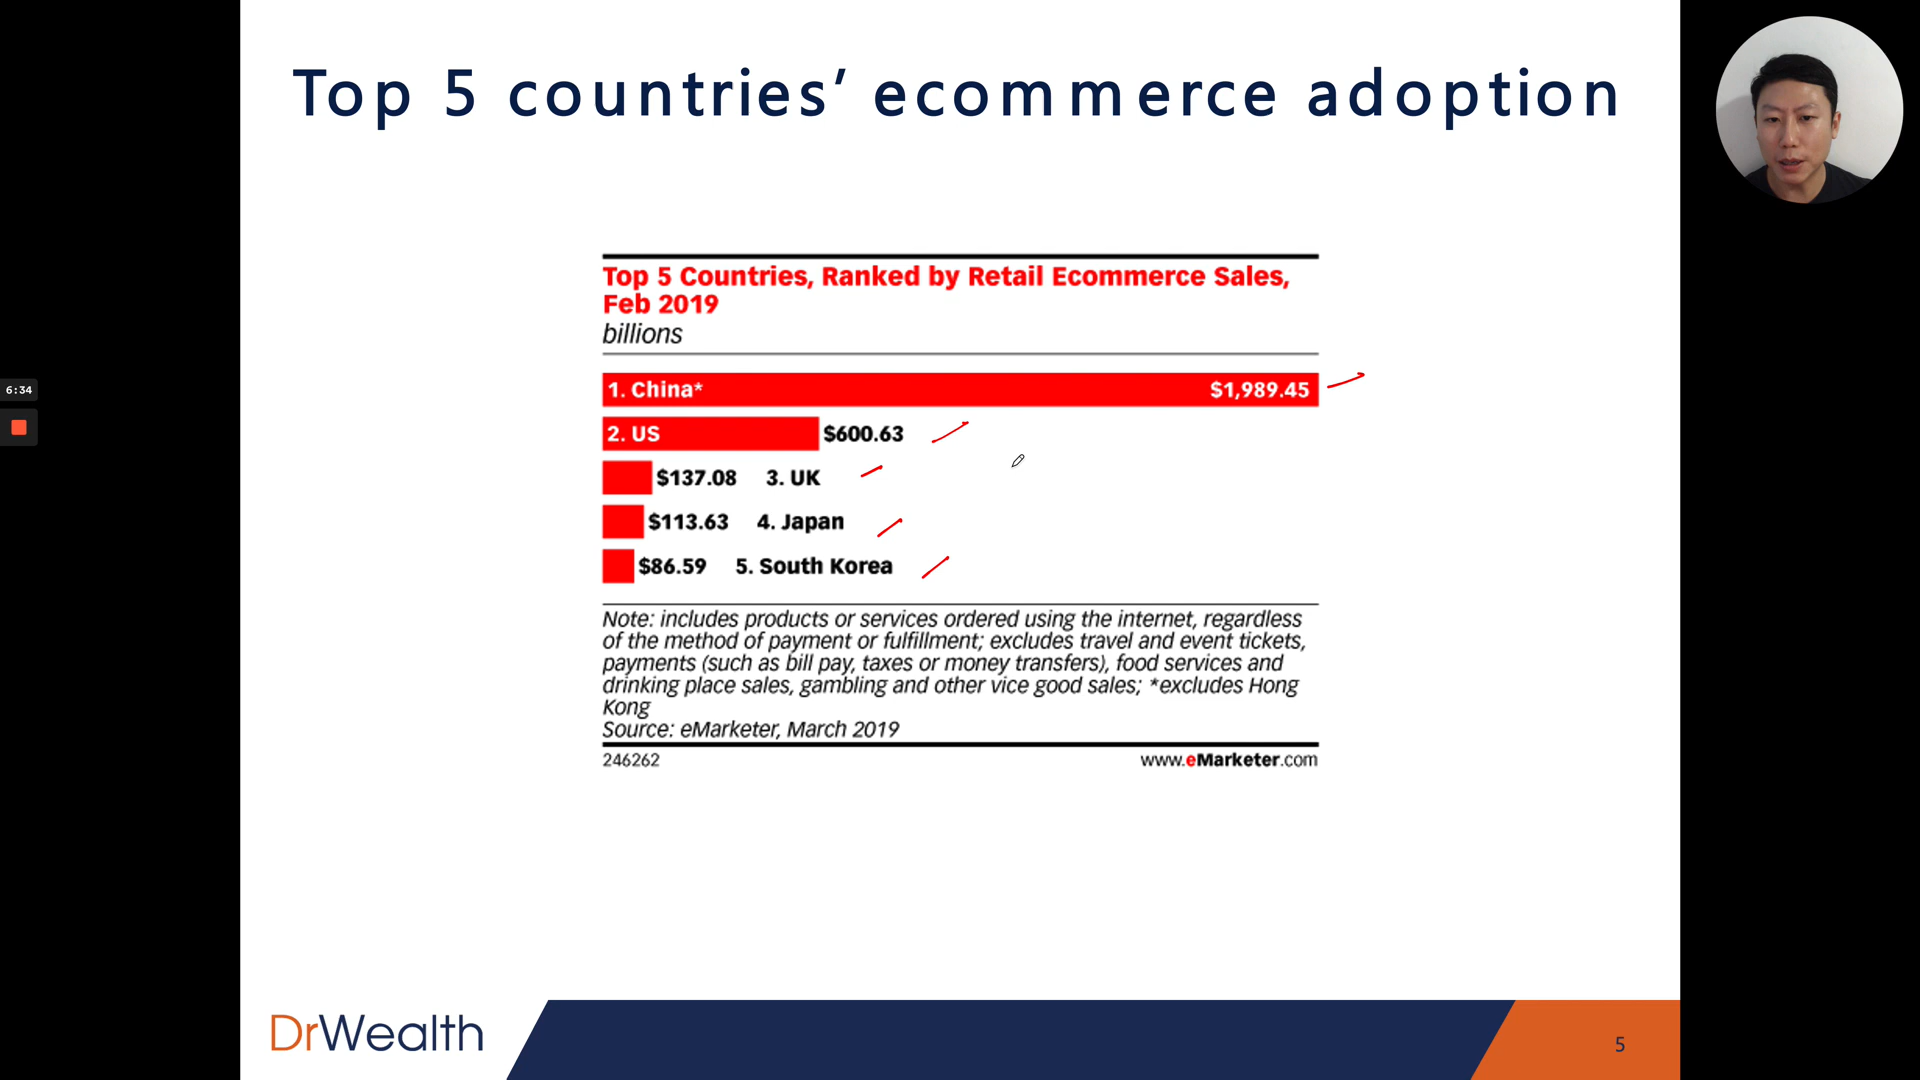 Top 5 countries’ ecommerce adoption
Top 5 Countries, Ranked by Retail Ecommerce Sales,
Feb 2019
billions
1. China* $1,989.45
6:34
2. US $600.63
$137.08 3. UK
$113.63 4. Japan
$86.59 5. South Korea
Note: includes products or services ordered using the internet, regardless
of the method of payment or fulfillment; excludes travel and event tickets,
payments (such as bill pay, taxes or money transfers), food services and
drinking place sales, gambling and other vice good sales; *excludes Hong
Kong
Source: eMarketer, March 2019
246262 www.eMarketer.com
DrWealth
5